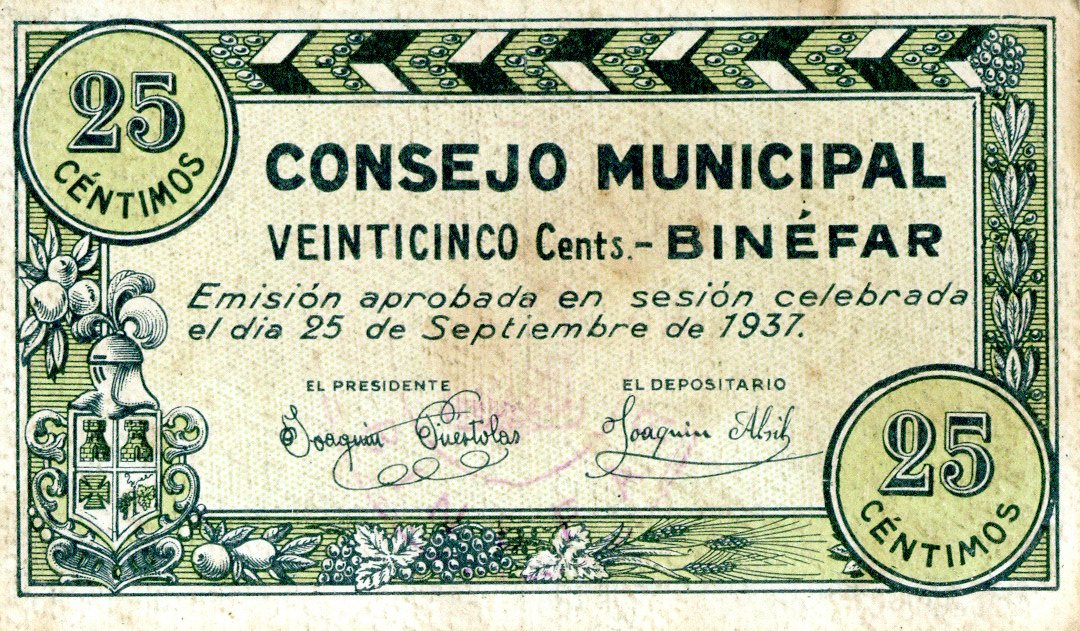 25
CÉNTIMOS
CONSEJO MUNICIPAL
VEINTICINCO Cents.- BINÉFAR
Emisión aprobada en sesión celebrada
el dia 25 de Septiembre de 1937.
EL PRESIDENTE
EL DEPOSITARIO
Joaquin Puertolas
Joaquin
25
CÉNTIMOS